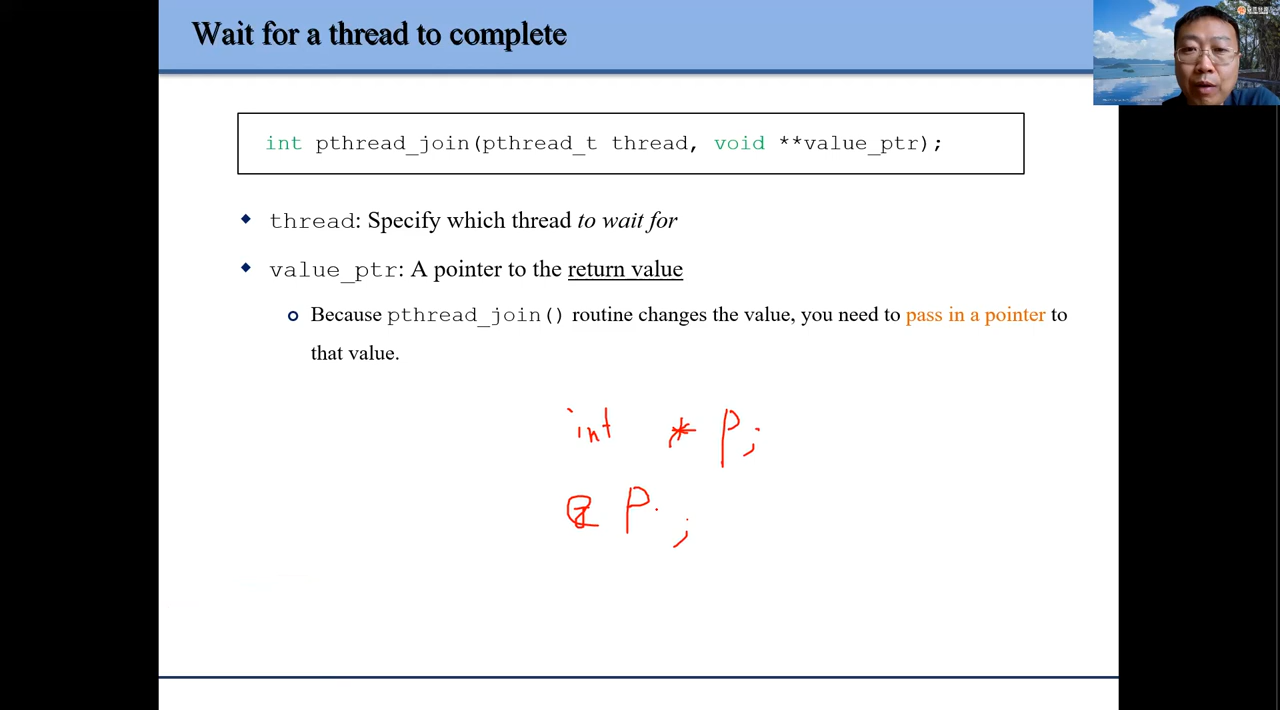 Wait for a thread to complete
int pthread_join(pthread_t thread, void **value_ptr);
thread: Specify which thread to wait for
value_ptr: A pointer to the return value
Because pthread_join() routine changes the value, you need to pass in a pointer to
that value.
int * P;
& P ;